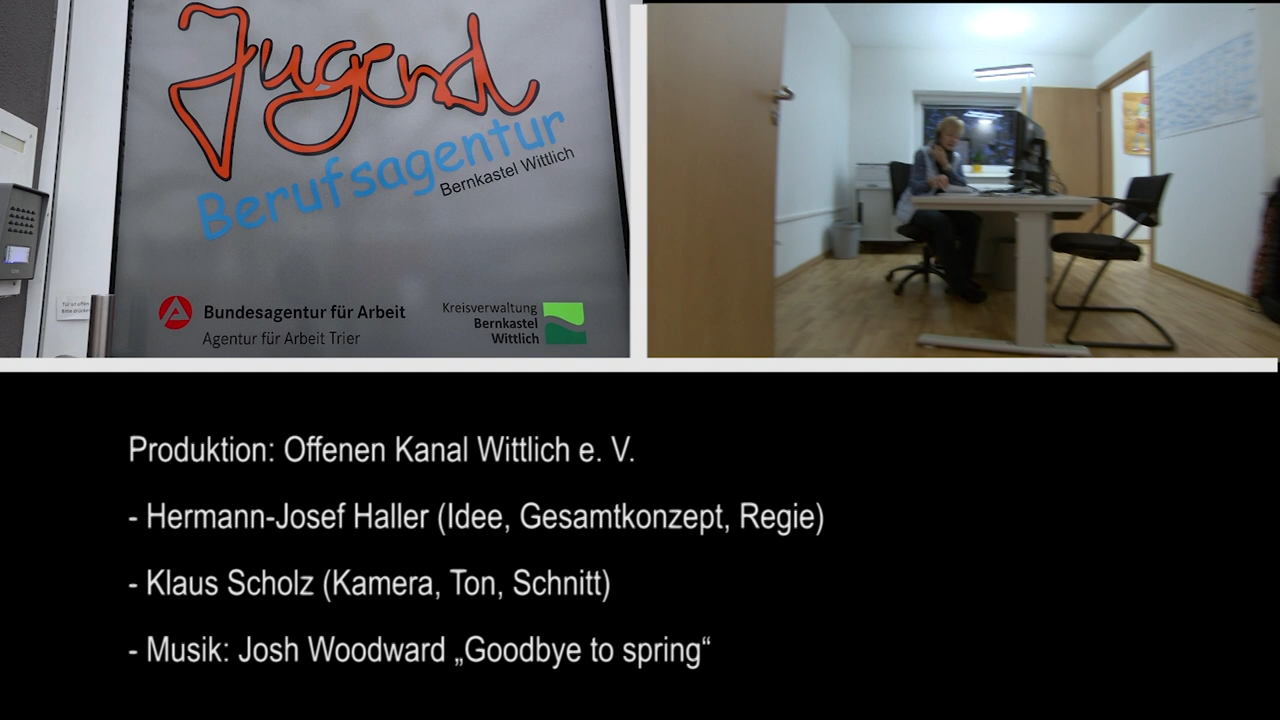 Jugend
Berufsagentur
Bernkastel Wittlich
Bundesagentur für Arbeit
Agentur für Arbeit Trier
Kreisverwaltung
Bernkastel
Wittlich
Produktion: Offenen Kanal Wittlich e. V.
- Hermann-Josef Haller (Idee, Gesamtkonzept, Regie)
- Klaus Scholz (Kamera, Ton, Schnitt)
- Musik: Josh Woodward „Goodbye to spring“